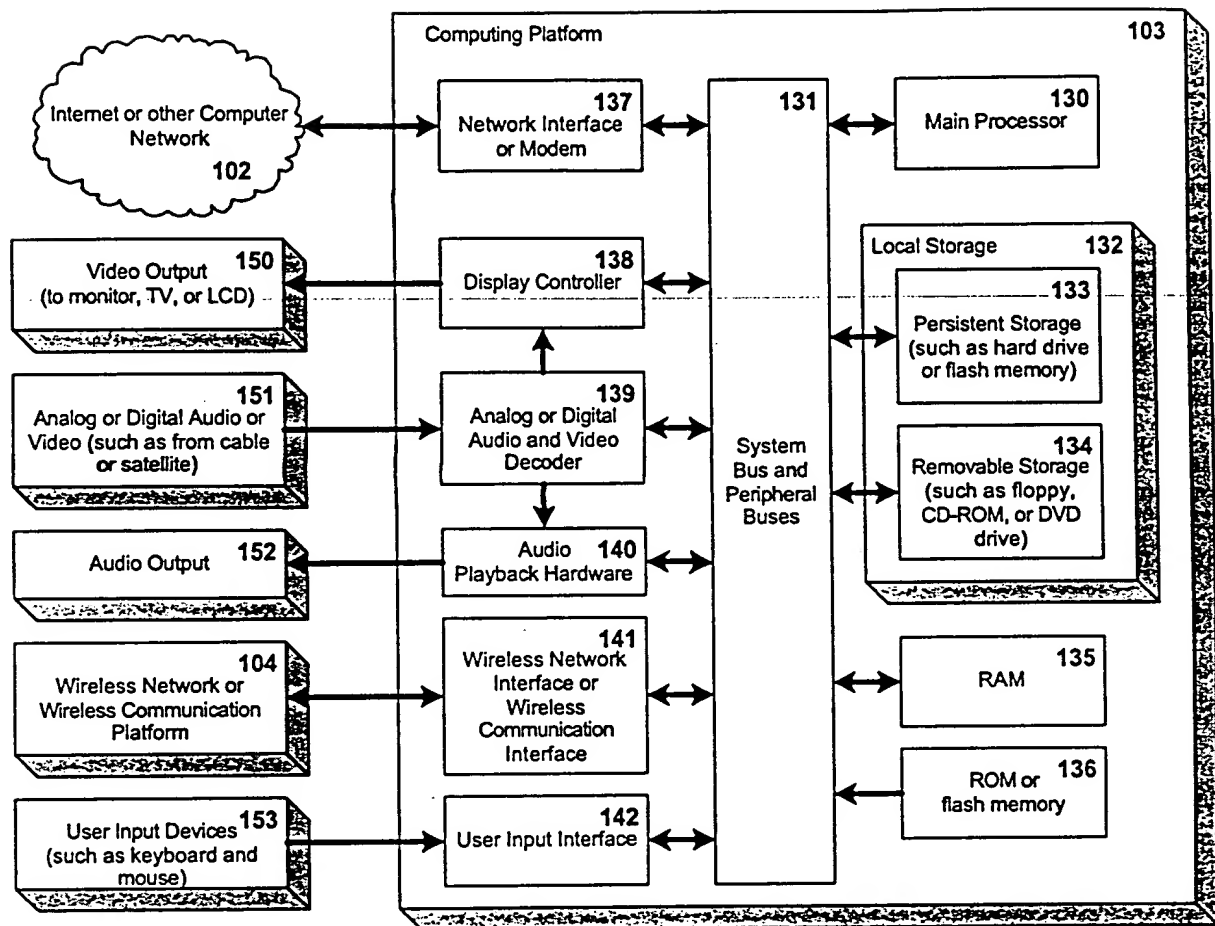 Computing Platform
103
Internet or other Computer
Network
102
137
Network Interface
or Modem
131
System
Bus and
Peripheral
Buses
130
Main Processor
Video Output
150
(to monitor, TV, or LCD)
138
Display Controller
Local Storage
132
133
Persistent Storage
(such as hard drive
or flash memory)
151
Analog or Digital Audio or
Video (such as from cable
or satellite)
139
Analog or Digital
Audio and Video
Decoder
134
Removable Storage
(such as floppy,
CD-ROM, or DVD
drive)
152
Audio Output
Audio
140
Playback Hardware
104
Wireless Network or
Wireless Communication
Platform
141
Wireless Network
Interface or
Wireless
Communication
Interface
135
RAM
136
ROM or
flash memory
153
User Input Devices
(such as keyboard and
mouse)
142
User Input Interface